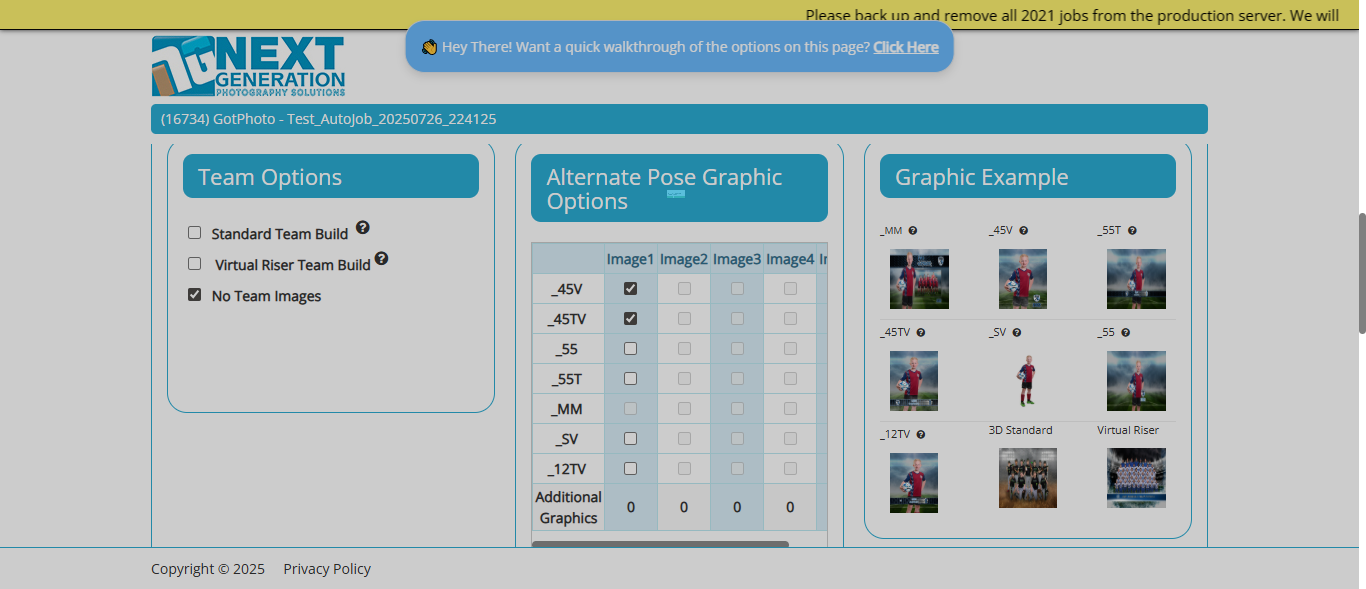 Please back up and remove all 2021 jobs from the production server. We will
👋 Hey There! Want a quick walkthrough of the options on this page? Click Here
NEXT
GENERATION
PHOTOGRAPHY SOLUTIONS
(16734) GotPhoto - Test_AutoJob_20250726_224125
Team Options
Standard Team Build ?
Virtual Riser Team Build ?
No Team Images
Alternate Pose Graphic
Options
Image1 Image2 Image3 Image4
_45V
_45TV
_55
_55T
_MM
_SV
_12TV
Additional
Graphics 0 0 0 0
Graphic Example
_MM ? _45V ? _55T ?
_45TV ? _SV ? _55 ?
_12TV ? 3D Standard Virtual Riser
Copyright © 2025 Privacy Policy